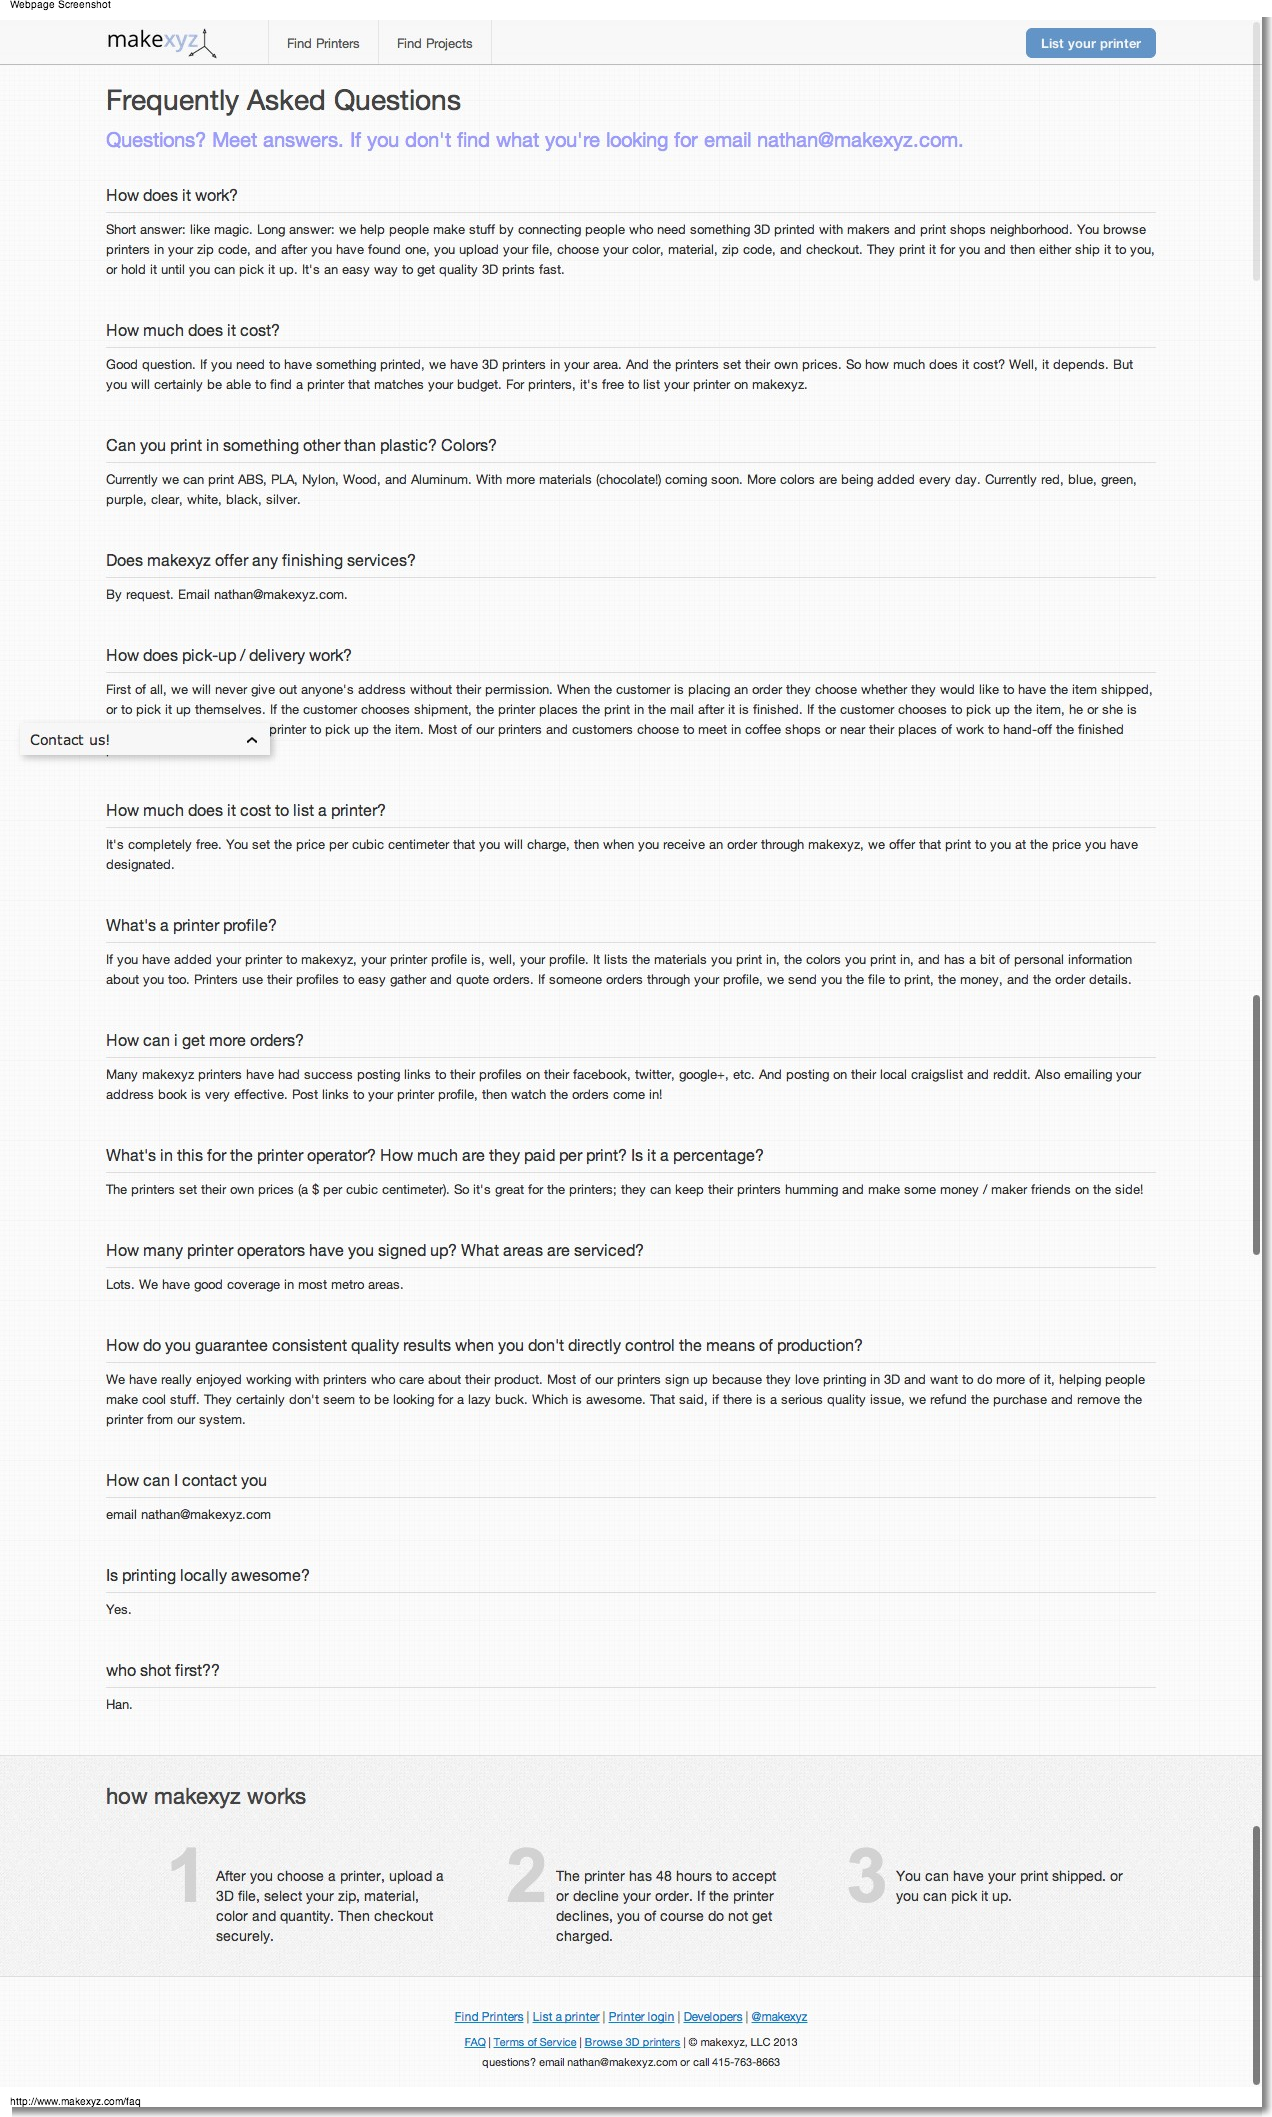 Webpage Screenshot
makexyz
Find Printers
Find Projects
List your printer
Frequently Asked Questions
Questions? Meet answers. If you don't find what you're looking for email nathan@makexyz.com.
How does it work?
Short answer: like magic. Long answer: we help people make stuff by connecting people who need something 3D printed with makers and print shops neighborhood. You browse
printers in your zip code, and after you have found one, you upload your file, choose your color, material, zip code, and checkout. They print it for you and then either ship it to you,
or hold it until you can pick it up. It's an easy way to get quality 3D prints fast.
How much does it cost?
Good question. If you need to have something printed, we have 3D printers in your area. And the printers set their own prices. So how much does it cost? Well, it depends. But
you will certainly be able to find a printer that matches your budget. For printers, it's free to list your printer on makexyz.
Can you print in something other than plastic? Colors?
Currently we can print ABS, PLA, Nylon, Wood, and Aluminum. With more materials (chocolate!) coming soon. More colors are being added every day. Currently red, blue, green,
purple, clear, white, black, silver.
Does makexyz offer any finishing services?
By request. Email nathan@makexyz.com.
How does pick-up / delivery work?
First of all, we will never give out anyone's address without their permission. When the customer is placing an order they choose whether they would like to have the item shipped,
or to pick it up themselves. If the customer chooses shipment, the printer places the print in the mail after it is finished. If the customer chooses to pick up the item, he or she is
printer to pick up the item. Most of our printers and customers choose to meet in coffee shops or near their places of work to hand-off the finished
Contact us!
How much does it cost to list a printer?
It's completely free. You set the price per cubic centimeter that you will charge, then when you receive an order through makexyz, we offer that print to you at the price you have
designated.
What's a printer profile?
If you have added your printer to makexyz, your printer profile is, well, your profile. It lists the materials you print in, the colors you print in, and has a bit of personal information
about you too. Printers use their profiles to easy gather and quote orders. If someone orders through your profile, we send you the file to print, the money, and the order details.
How can i get more orders?
Many makexyz printers have had success posting links to their profiles on their facebook, twitter, google+, etc. And posting on their local craigslist and reddit. Also emailing your
address book is very effective. Post links to your printer profile, then watch the orders come in!
What's in this for the printer operator? How much are they paid per print? Is it a percentage?
The printers set their own prices (a $ per cubic centimeter). So it's great for the printers; they can keep their printers humming and make some money / maker friends on the side!
How many printer operators have you signed up? What areas are serviced?
Lots. We have good coverage in most metro areas.
How do you guarantee consistent quality results when you don't directly control the means of production?
We have really enjoyed working with printers who care about their product. Most of our printers sign up because they love printing in 3D and want to do more of it, helping people
make cool stuff. They certainly don't seem to be looking for a lazy buck. Which is awesome. That said, if there is a serious quality issue, we refund the purchase and remove the
printer from our system.
How can I contact you
email nathan@makexyz.com
Is printing locally awesome?
Yes.
who shot first??
Han.
how makexyz works
1
After you choose a printer, upload a
3D file, select your zip, material,
color and quantity. Then checkout
securely.
2
The printer has 48 hours to accept
or decline your order. If the printer
declines, you of course do not get
charged.
3
You can have your print shipped. or
you can pick it up.
Find Printers | List a printer | Printer login | Developers | @makexyz
FAQ | Terms of Service | Browse 3D printers | © makexyz, LLC 2013
questions? email nathan@makexyz.com or call 415-763-8663
http://www.makexyz.com/faq